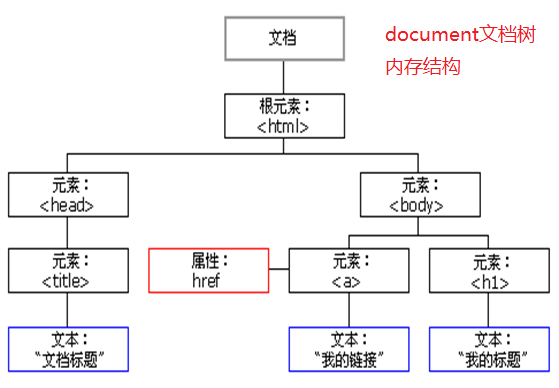 文档
document文档树
内存结构
根元素：
<html>
元素：
<head>
元素：
<body>
元素：
<title>
属性：
href
元素：
<a>
元素：
<h1>
文本：
“文档标题”
文本：
“我的链接”
文本：
“我的标题”